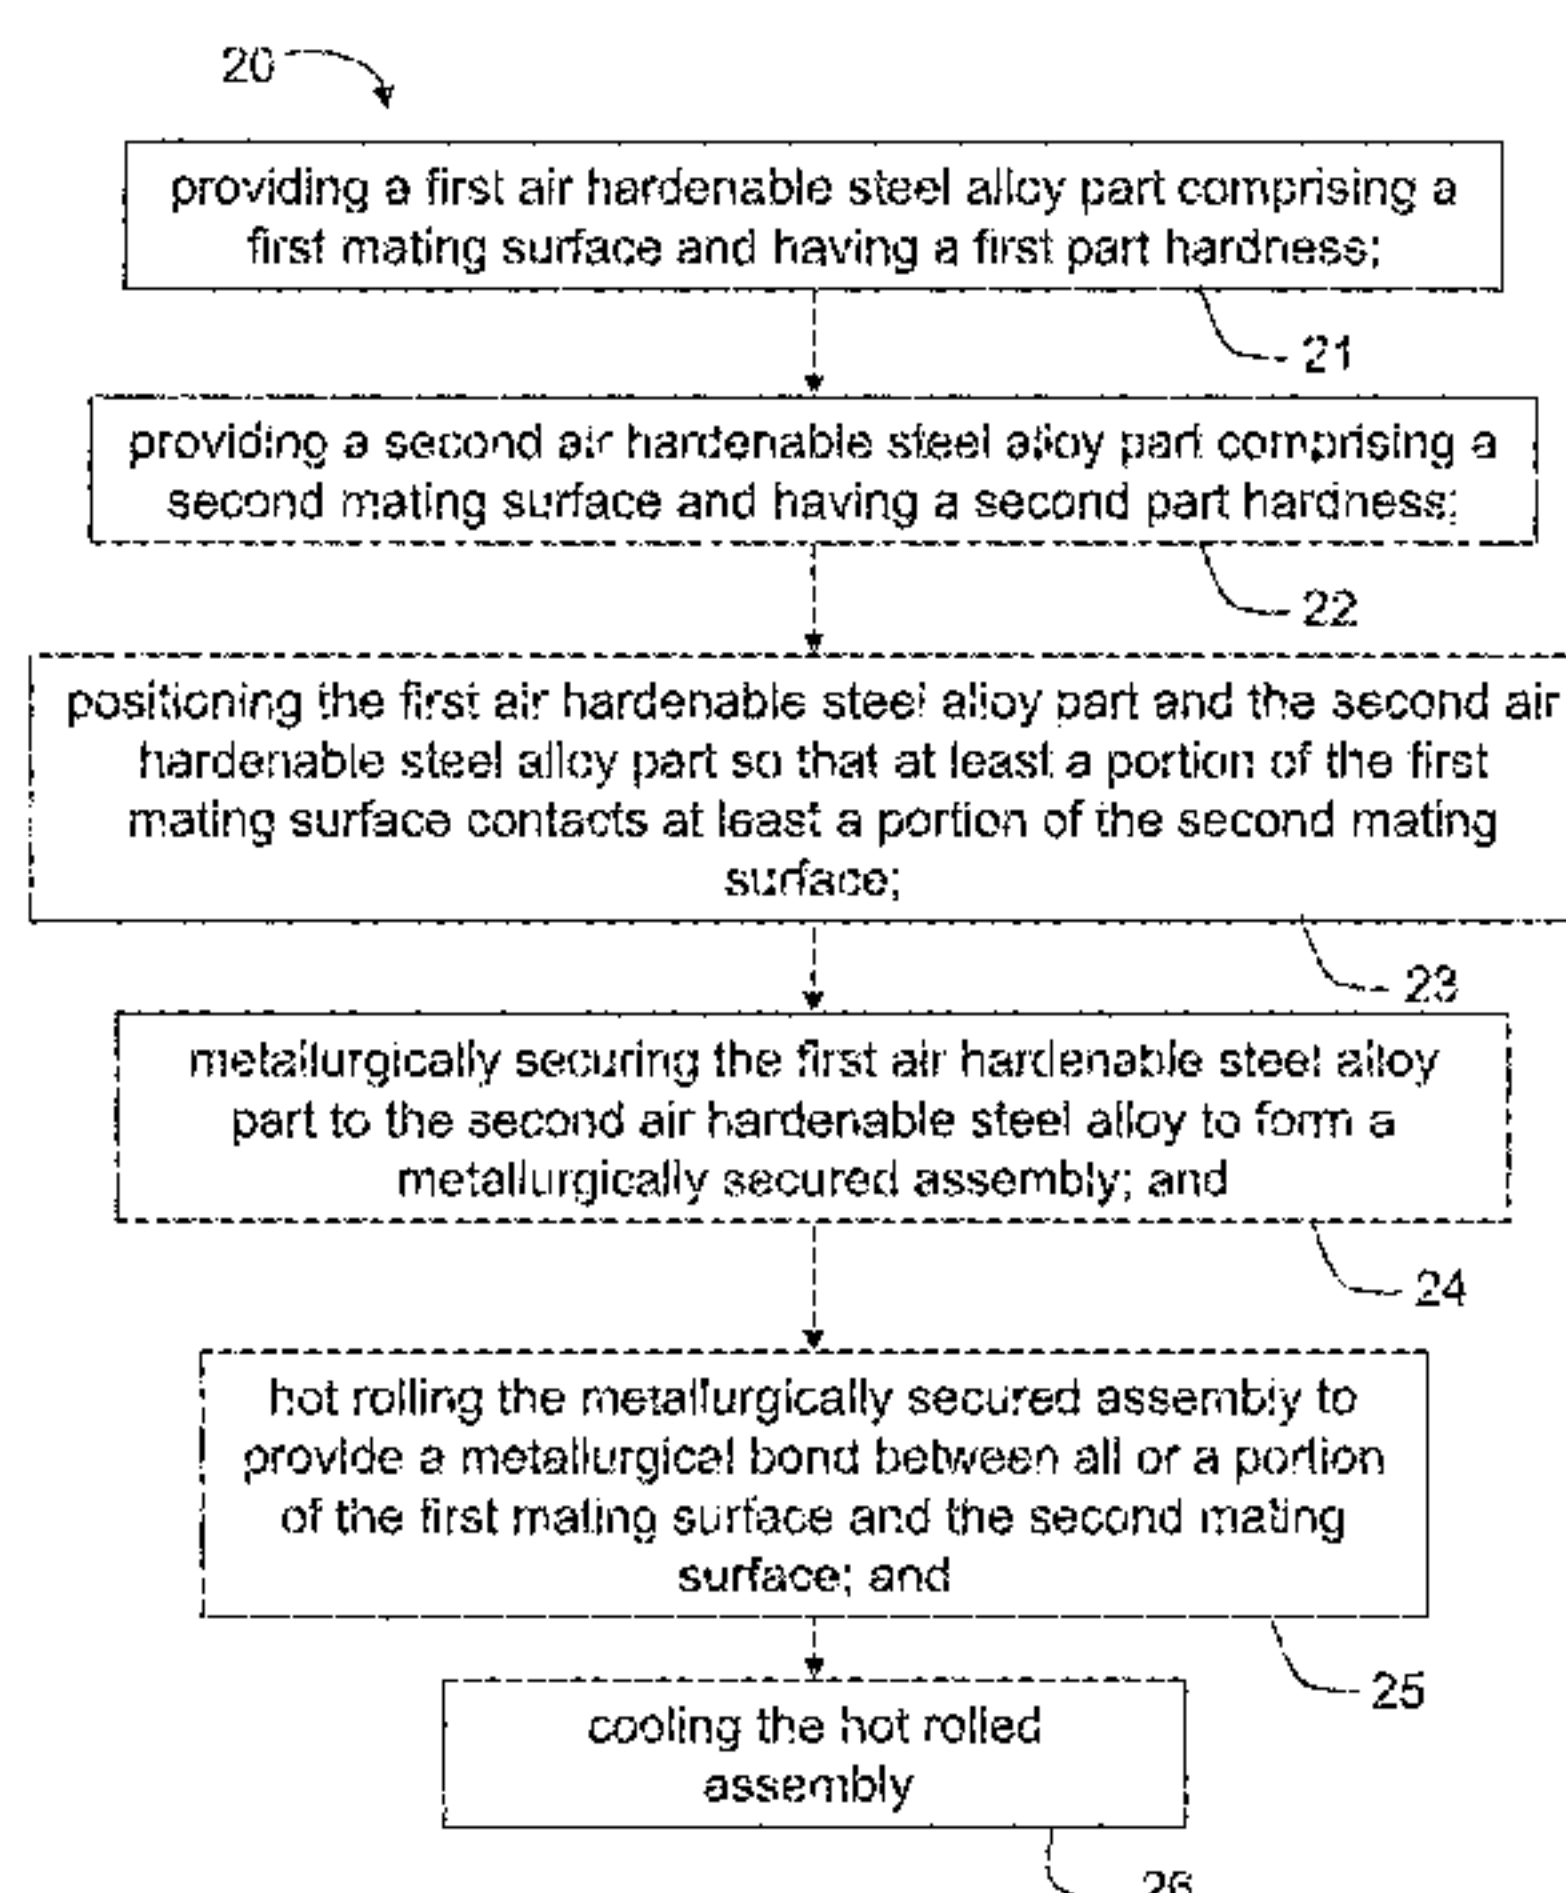 20
providing a first air hardenable steel alloy part comprising a
first mating surface and having a first part hardness;
21
providing a second air hardenable steel alloy part comprising a
second mating surface and having a second part hardness;
22
positioning the first air hardenable steel alloy part and the second air
hardenable steel alloy part so that at least a portion of the first
mating surface contacts at least a portion of the second mating
surface;
23
metallurgically securing the first air hardenable steel alloy
part to the second air hardenable steel alloy to form a
metallurgically secured assembly; and
24
hot rolling the metallurgically secured assembly to
provide a metallurgical bond between all or a portion
of the first mating surface and the second mating
surface; and
25
cooling the hot rolled
assembly
26